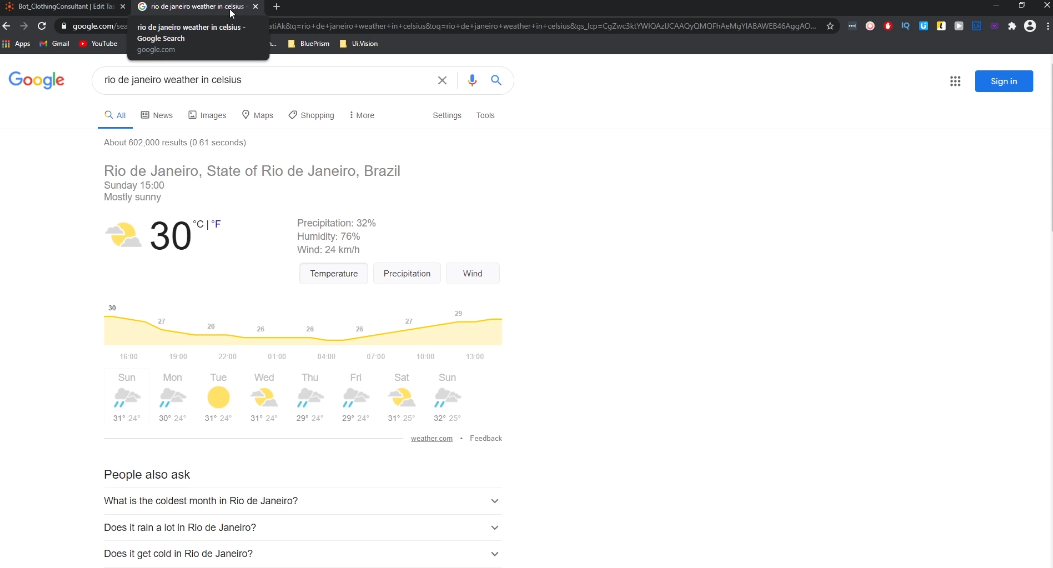 Bot_ClothingConsultant | Edit Tas
rio de janeiro weather in celsius
google.com/sea
rio+de+janeiro+weather+in+celsius&oq=rio+de+janeiro+weather+in+celsius&gs_lcp=
rio de janeiro weather in celsius -
Google Search
google.com
Apps
Gmail
YouTube
BluePrism
Ui.Vision
Google
rio de janeiro weather in celsius
Sign in
All
News
Images
Maps
Shopping
More
Settings
Tools
About 602,000 results (0.61 seconds)
Rio de Janeiro, State of Rio de Janeiro, Brazil
Sunday 15:00
Mostly sunny
30 °C | °F
Precipitation: 32%
Humidity: 76%
Wind: 24 km/h
Temperature
Precipitation
Wind
30 27 26 26 26 27 29
16:00 19:00 22:00 01:00 04:00 07:00 10:00 13:00
Sun Mon Tue Wed Thu Fri Sat Sun
31° 24° 30° 24° 31° 24° 31° 24° 29° 24° 29° 24° 31° 25° 32° 25°
weather.com • Feedback
People also ask
What is the coldest month in Rio de Janeiro?
Does it rain a lot in Rio de Janeiro?
Does it get cold in Rio de Janeiro?